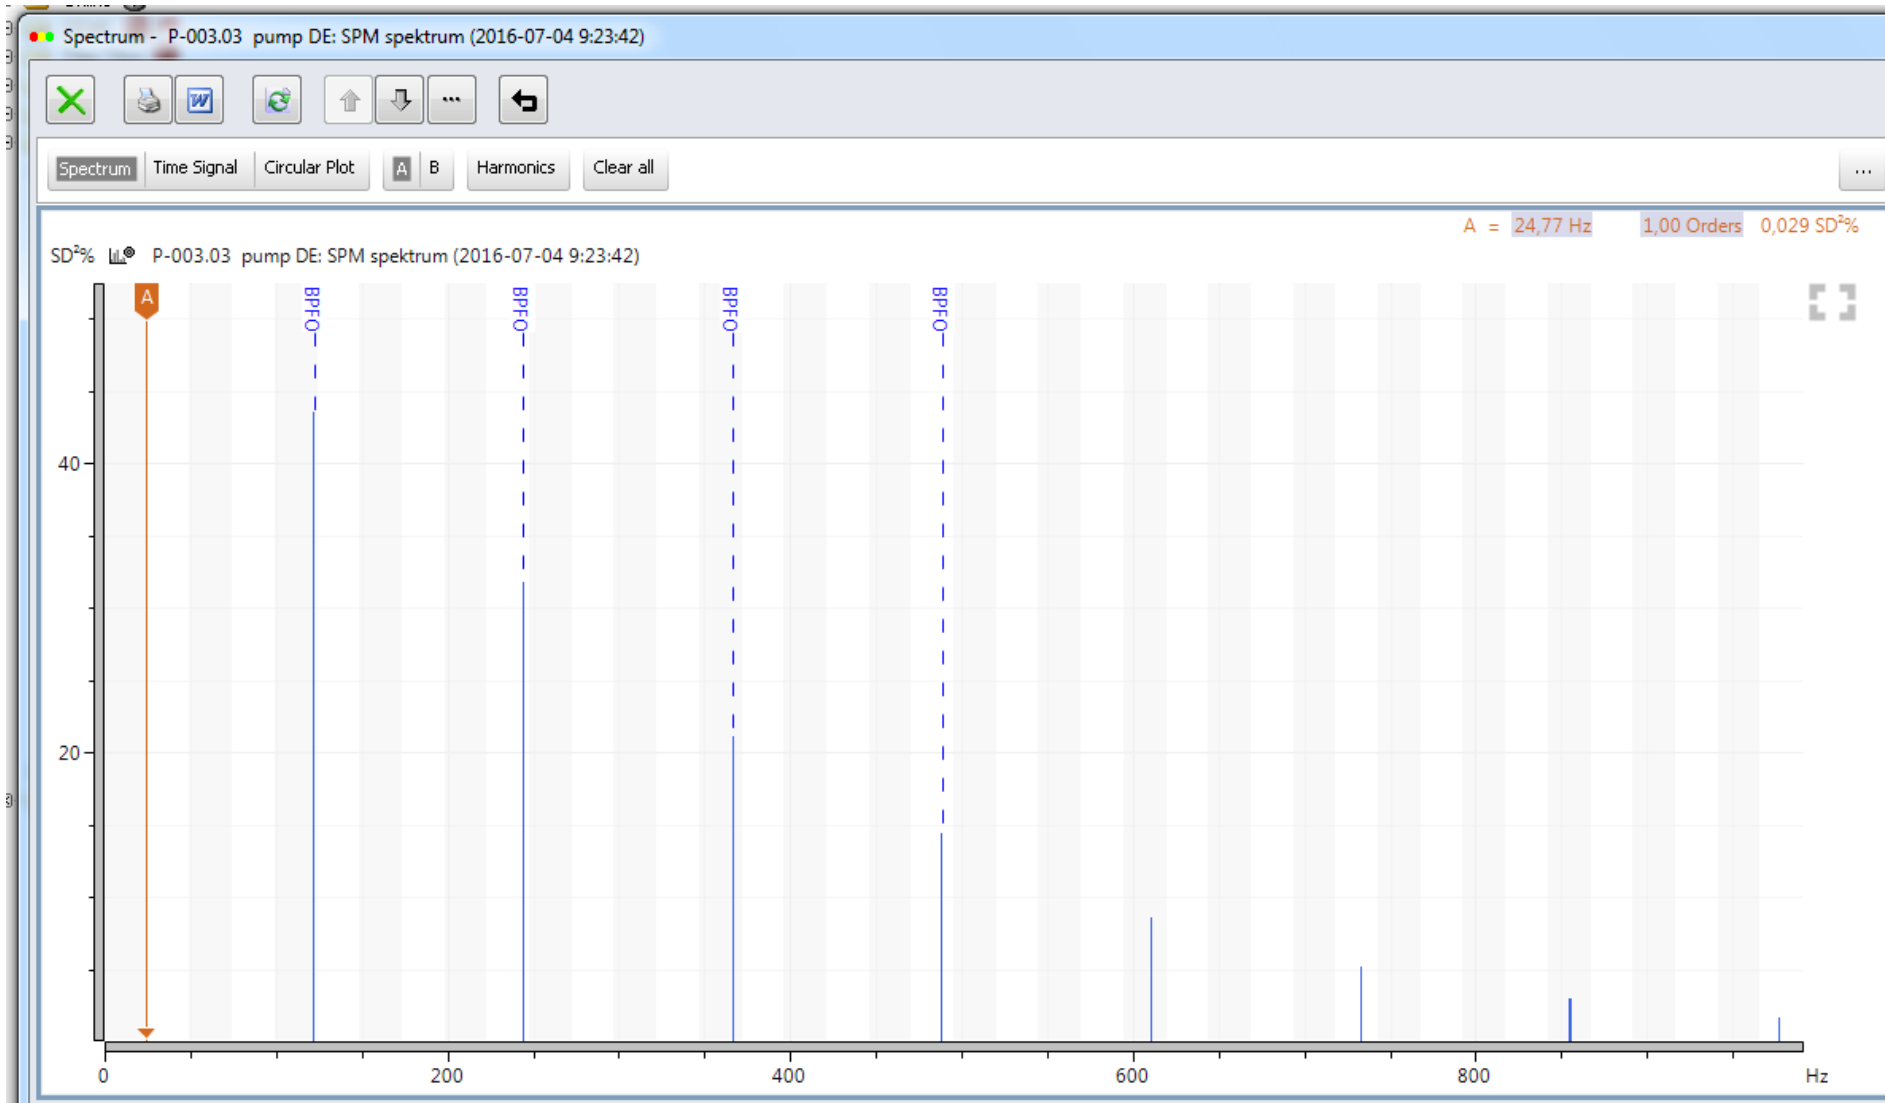 Spectrum - P-003.03 pump DE: SPM spektrum (2016-07-04 9:23:42)
Spectrum Time Signal Circular Plot A B Harmonics Clear all ...
A = 24,77 Hz 1,00 Orders 0,029 SD²%
SD²% P-003.03 pump DE: SPM spektrum (2016-07-04 9:23:42)
A BPFO BPFO BPFO BPFO
40
20
0 200 400 600 800 Hz